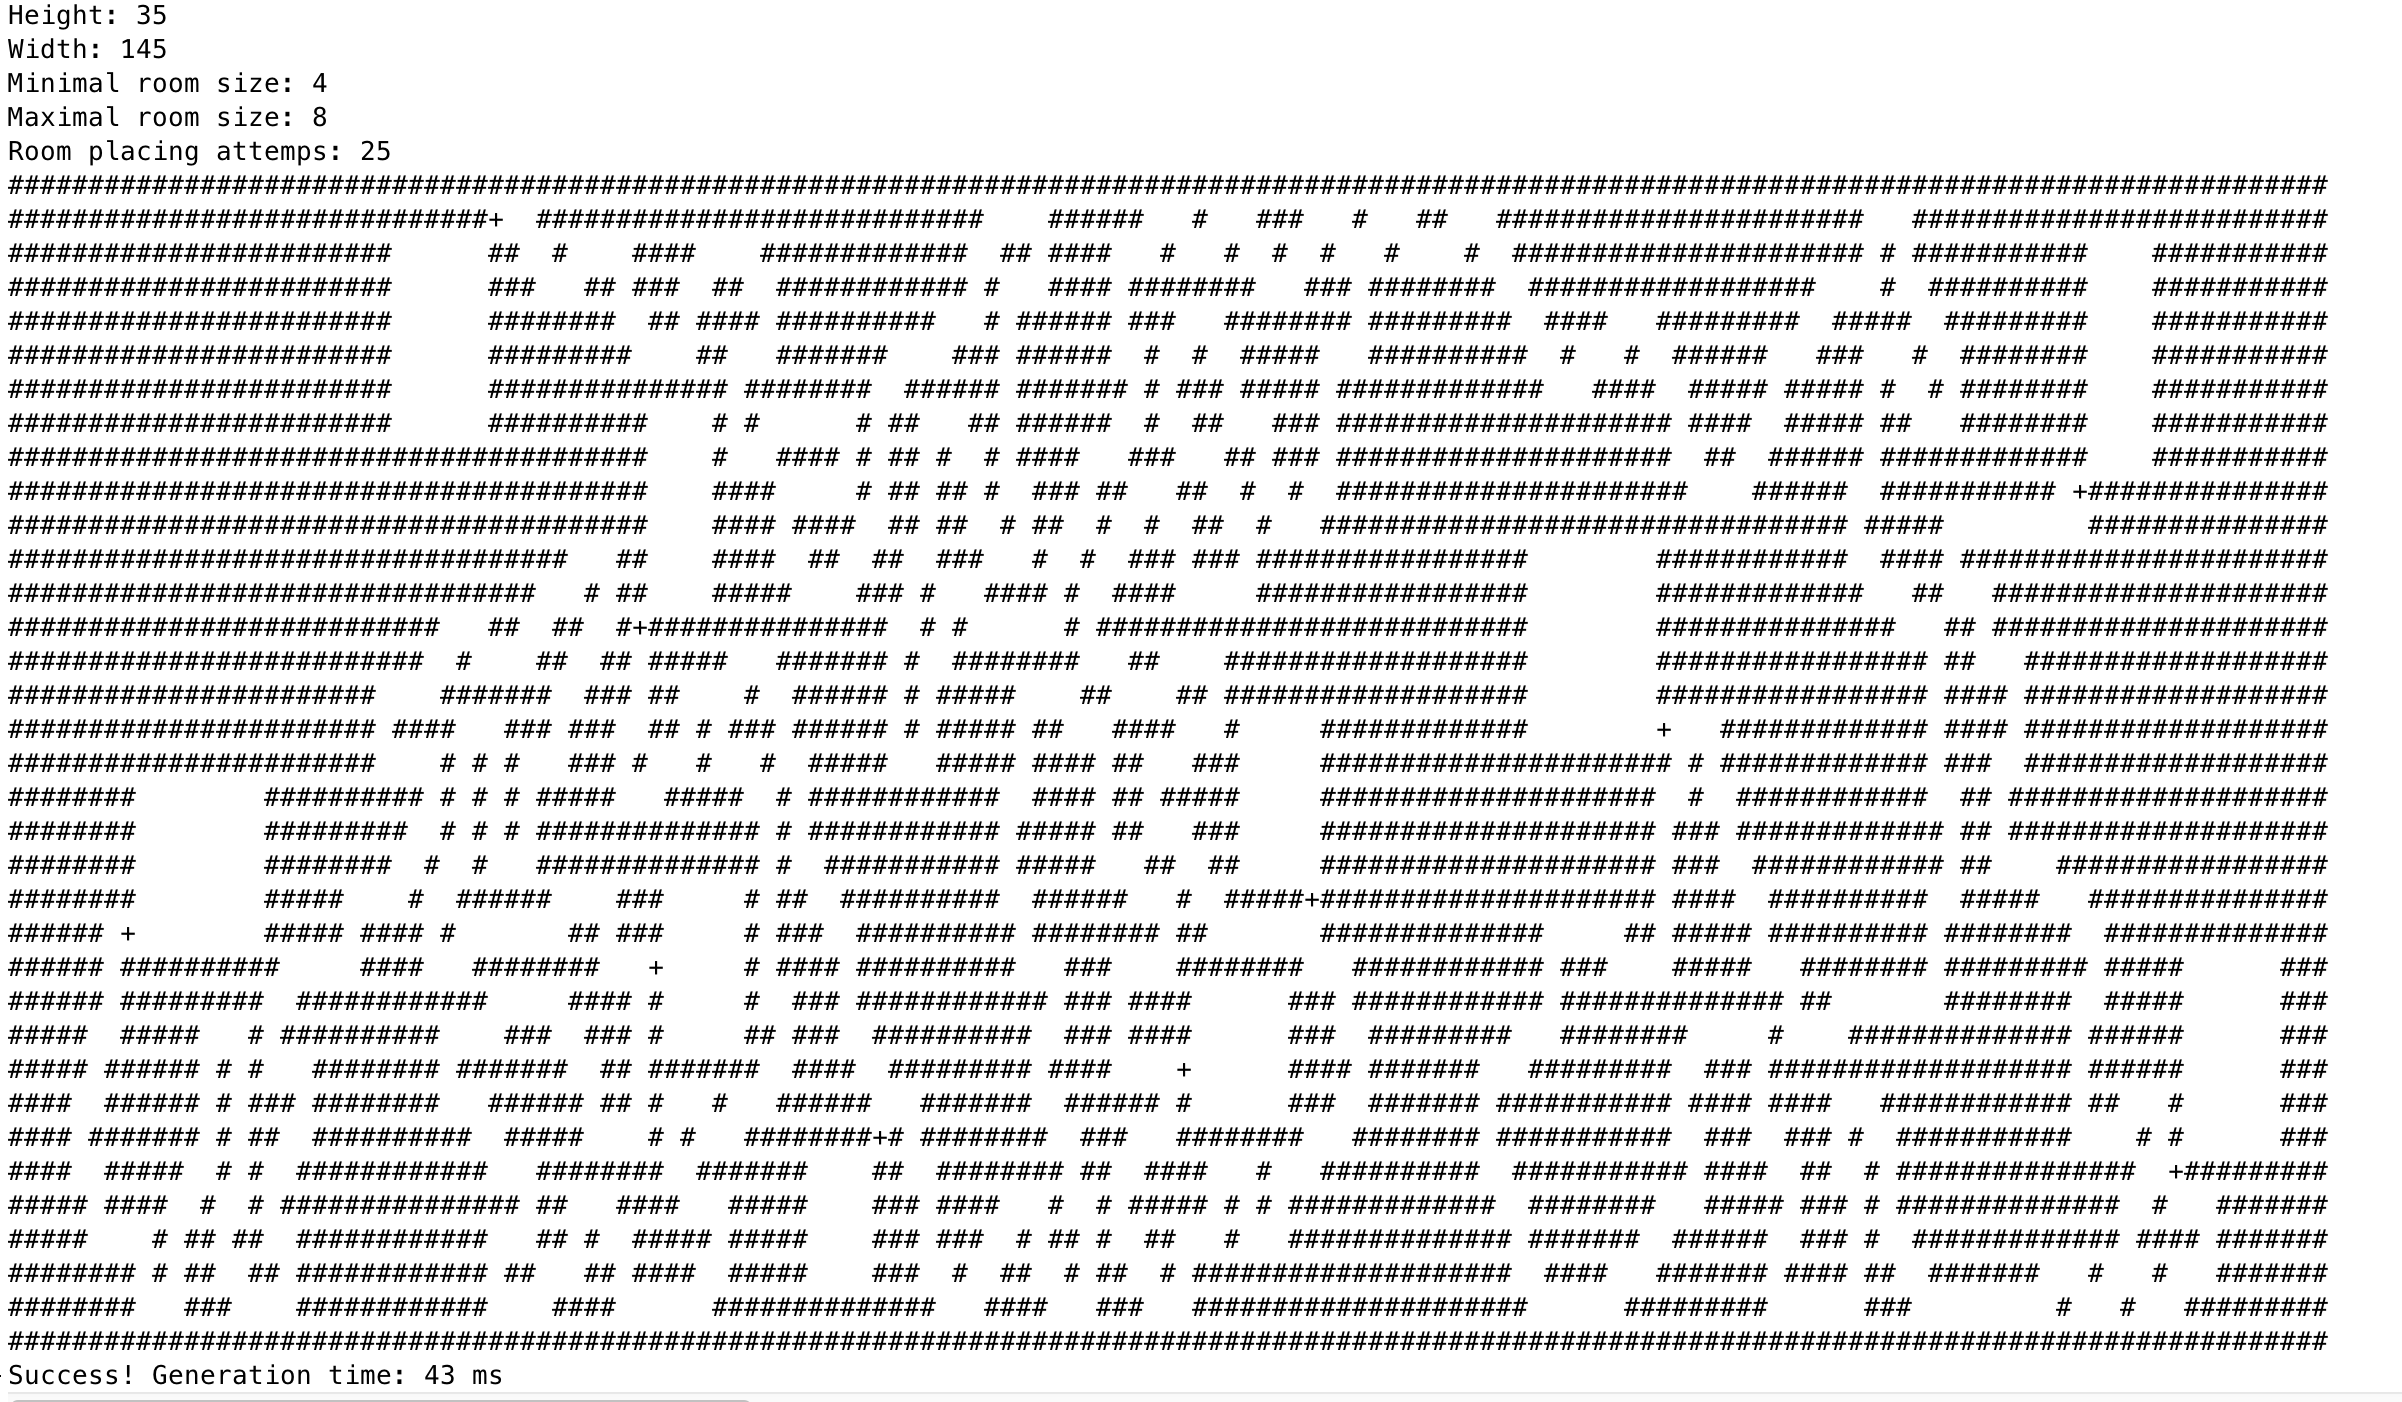 Height: 35
Width: 145
Minimal room size: 4
Maximal room size: 8
Room placing attemps: 25
Success! Generation time: 43 ms